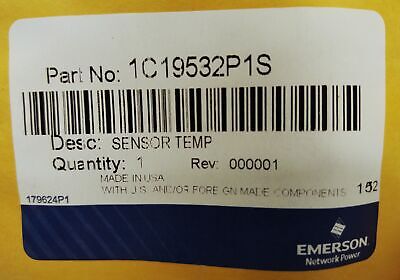 Part No: 1C19532P1S
Desc: SENSOR TEMP
Quantity: 1 Rev: 000001
MADE IN USA
WITH U.S. AND/OR FOREIGN MADE COMPONENTS 152
179624P1
EMERSON
Network Power